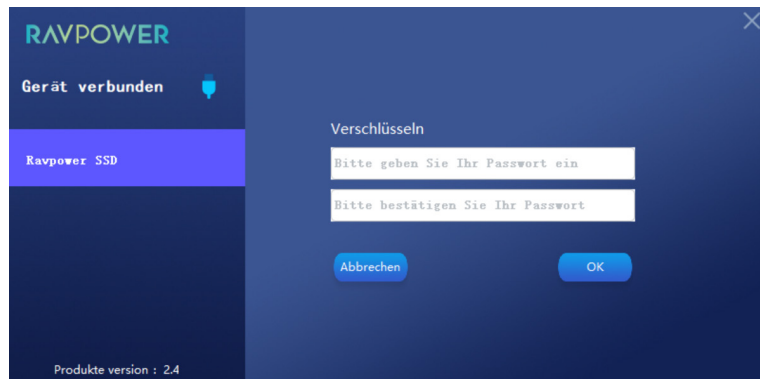 RAVPOWER
Gerät verbunden
Ravpower SSD
Produkte version : 2.4
Verschlüsseln
Bitte geben Sie Ihr Passwort ein
Bitte bestätigen Sie Ihr Passwort
Abbrechen
OK